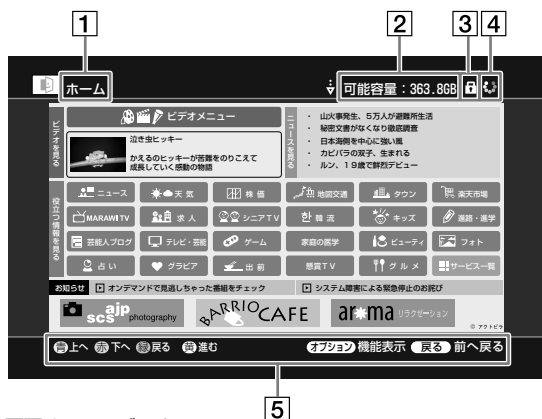 1
2
3
4
ホーム
可能容量：363.8GB
ビデオを見る
ビデオメニュー
泣き虫ヒッキー
かえるのヒッキーが苦難をのりこえて
成長していく感動の物語
ニュースを見る
・ 山火事発生、５万人が避難所生活
・ 秘密文書がなくなり徹底調査
・ 日本海側を中心に強い風
・ カピバラの双子、生まれる
・ ルン、１９歳で鮮烈デビュー
役立つ情報を見る
ニュース 天気 株価 地図交通 タウン 楽天市場
MARAWI TV 求人 シニアTV 韓流 キッズ 進路・進学
芸能人ブログ テレビ・芸能 ゲーム 家庭の医学 ビューティ フォト
占い グラビア 出前 懸賞TV グルメ サービス一覧
お知らせ オンデマンドで見逃しちゃった番組をチェック システム障害による緊急停止のお詫び
scsajp photography
BARRIO CAFE
aroma リラクゼーション
© アクトビラ
青 上へ 赤 下へ 緑 戻る 黄 進む
オプション 機能表示 戻る 前へ戻る
5